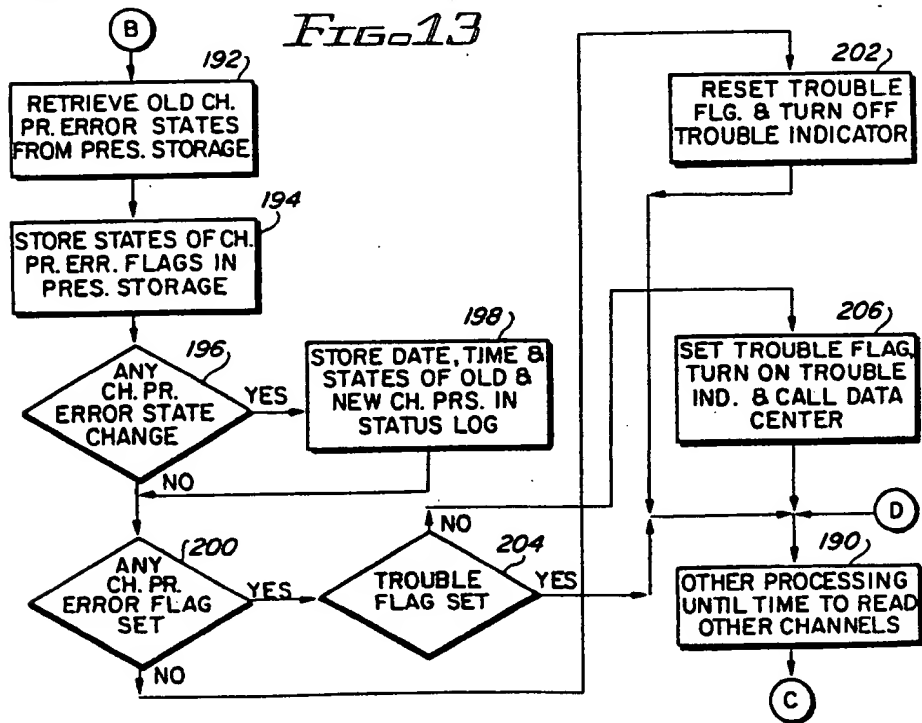 FIG. 13
B
192
RETRIEVE OLD CH.
PR. ERROR STATES
FROM PRES. STORAGE
194
STORE STATES OF CH.
PR. ERR. FLAGS IN
PRES. STORAGE
196
ANY
CH. PR.
ERROR STATE
CHANGE
YES
NO
198
STORE DATE, TIME &
STATES OF OLD &
NEW CH. PRS. IN
STATUS LOG
200
ANY
CH. PR.
ERROR FLAG
SET
YES
NO
204
TROUBLE
FLAG SET
NO
YES
202
RESET TROUBLE
FLG. & TURN OFF
TROUBLE INDICATOR
206
SET TROUBLE FLAG,
TURN ON TROUBLE
IND. & CALL DATA
CENTER
D
190
OTHER PROCESSING
UNTIL TIME TO READ
OTHER CHANNELS
C